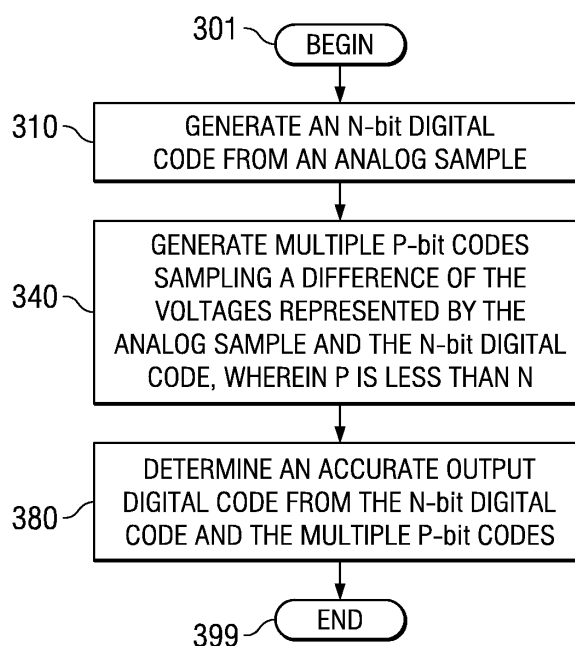 301
BEGIN
310
GENERATE AN N-bit DIGITAL
CODE FROM AN ANALOG SAMPLE
340
GENERATE MULTIPLE P-bit CODES
SAMPLING A DIFFERENCE OF THE
VOLTAGES REPRESENTED BY THE
ANALOG SAMPLE AND THE N-bit DIGITAL
CODE, WHEREIN P IS LESS THAN N
380
DETERMINE AN ACCURATE OUTPUT
DIGITAL CODE FROM THE N-bit DIGITAL
CODE AND THE MULTIPLE P-bit CODES
END
399